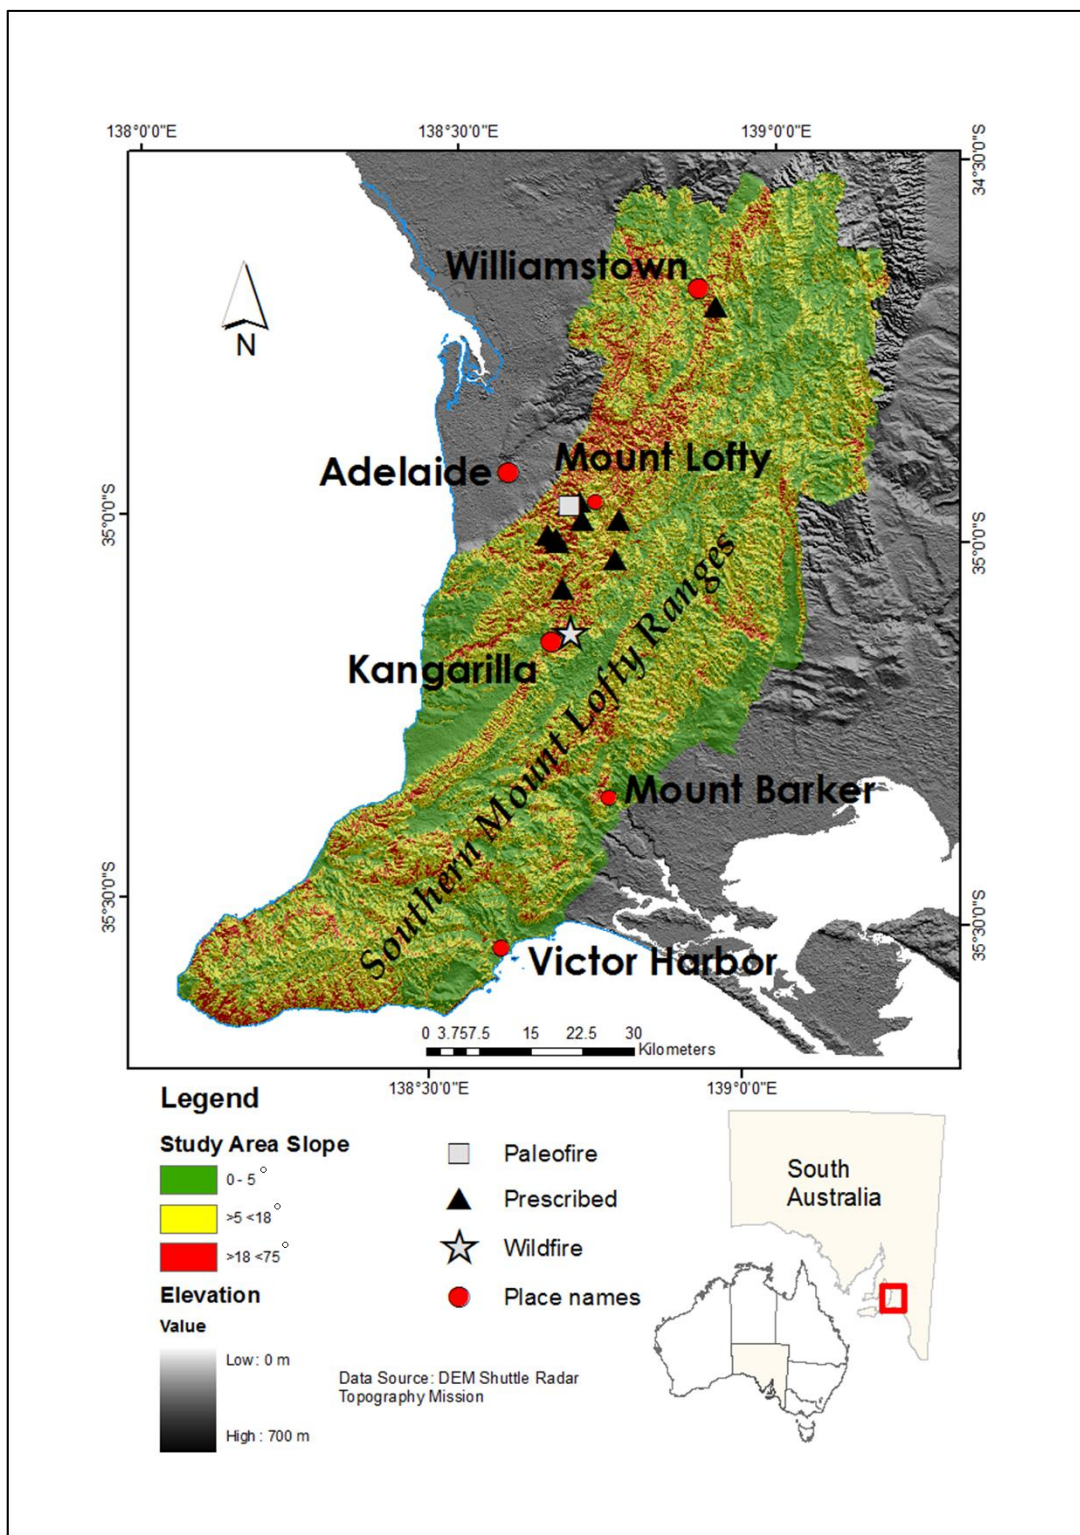 138°0'0"E 138°30'0"E 139°0'0"E
34°30'0"S
Williamstown
N
Adelaide
Mount Lofty
35°0'0"S
35°0'0"S
Kangarilla
Southern Mount Lofty Ranges
Mount Barker
35°30'0"S
35°30'0"S
Victor Harbor
0 3.757.5 15 22.5 30
Kilometers
138°30'0"E 139°0'0"E
Legend
Study Area Slope
0 - 5 °
>5 <18 °
>18 <75 °
Elevation
Value
Low : 0 m
High : 700 m
Paleofire
Prescribed
Wildfire
Place names
Data Source: DEM Shuttle Radar
Topography Mission
South
Australia